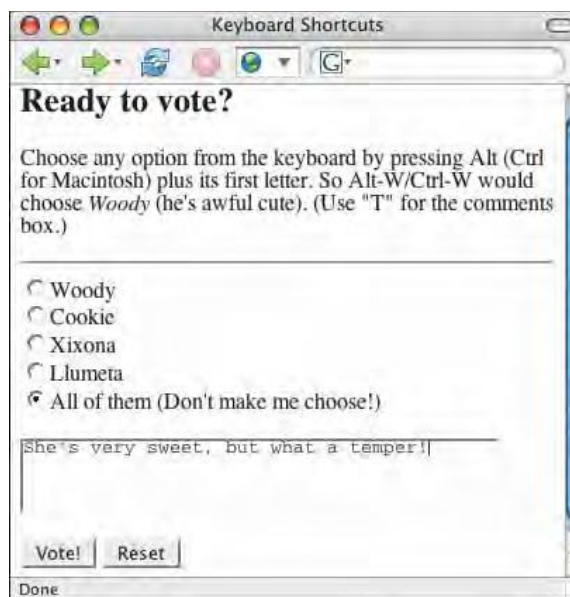 Keyboard Shortcuts
G
Ready to vote?
Choose any option from the keyboard by pressing Alt (Ctrl
for Macintosh) plus its first letter. So Alt-W/Ctrl-W would
choose Woody (he's awful cute). (Use "T" for the comments
box.)
Woody
Cookie
Xixona
Llumeta
All of them (Don't make me choose!)
She's very sweet, but what a temper!
Vote! Reset
Done